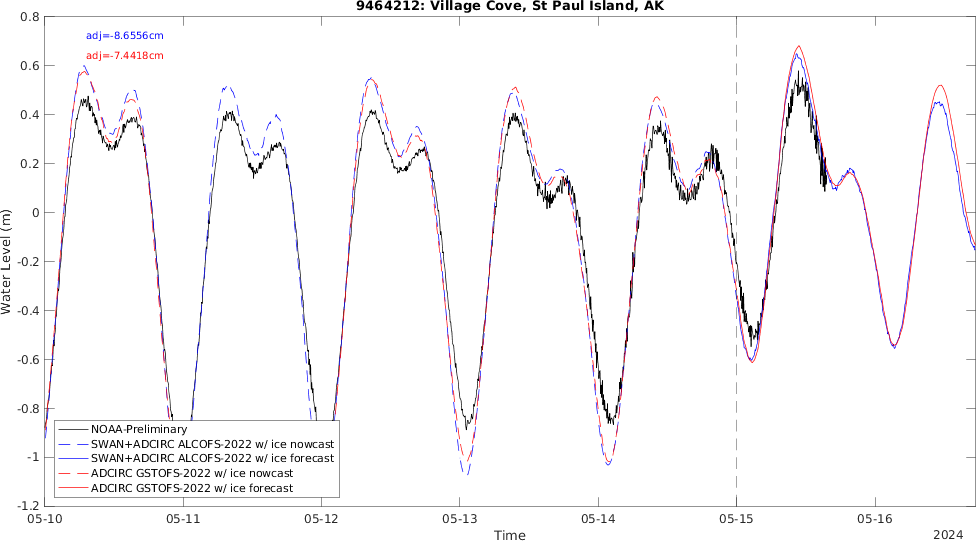 9464212: Village Cove, St Paul Island, AK
0.8
adj=-8.6556cm
adj=-7.4418cm
0.6
0.4
0.2
0
-0.2
-0.4
-0.6
-0.8
-1
-1.2
Water Level (m)
NOAA-Preliminary
SWAN+ADCIRC ALCOFS-2022 w/ ice nowcast
SWAN+ADCIRC ALCOFS-2022 w/ ice forecast
ADCIRC GSTOFS-2022 w/ ice nowcast
ADCIRC GSTOFS-2022 w/ ice forecast
05-10 05-11 05-12 05-13 05-14 05-15 05-16
Time
2024